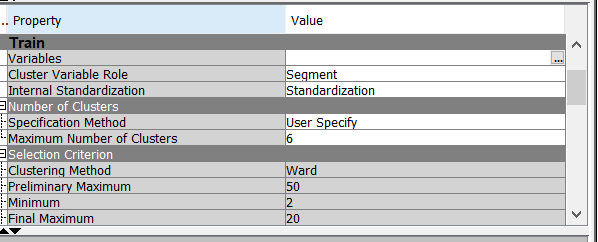 .. Property Value
Train
Variables ...
Cluster Variable Role Segment
Internal Standardization Standardization
Number of Clusters
Specification Method User Specify
Maximum Number of Clusters 6
Selection Criterion
Clustering Method Ward
Preliminary Maximum 50
Minimum 2
Final Maximum 20